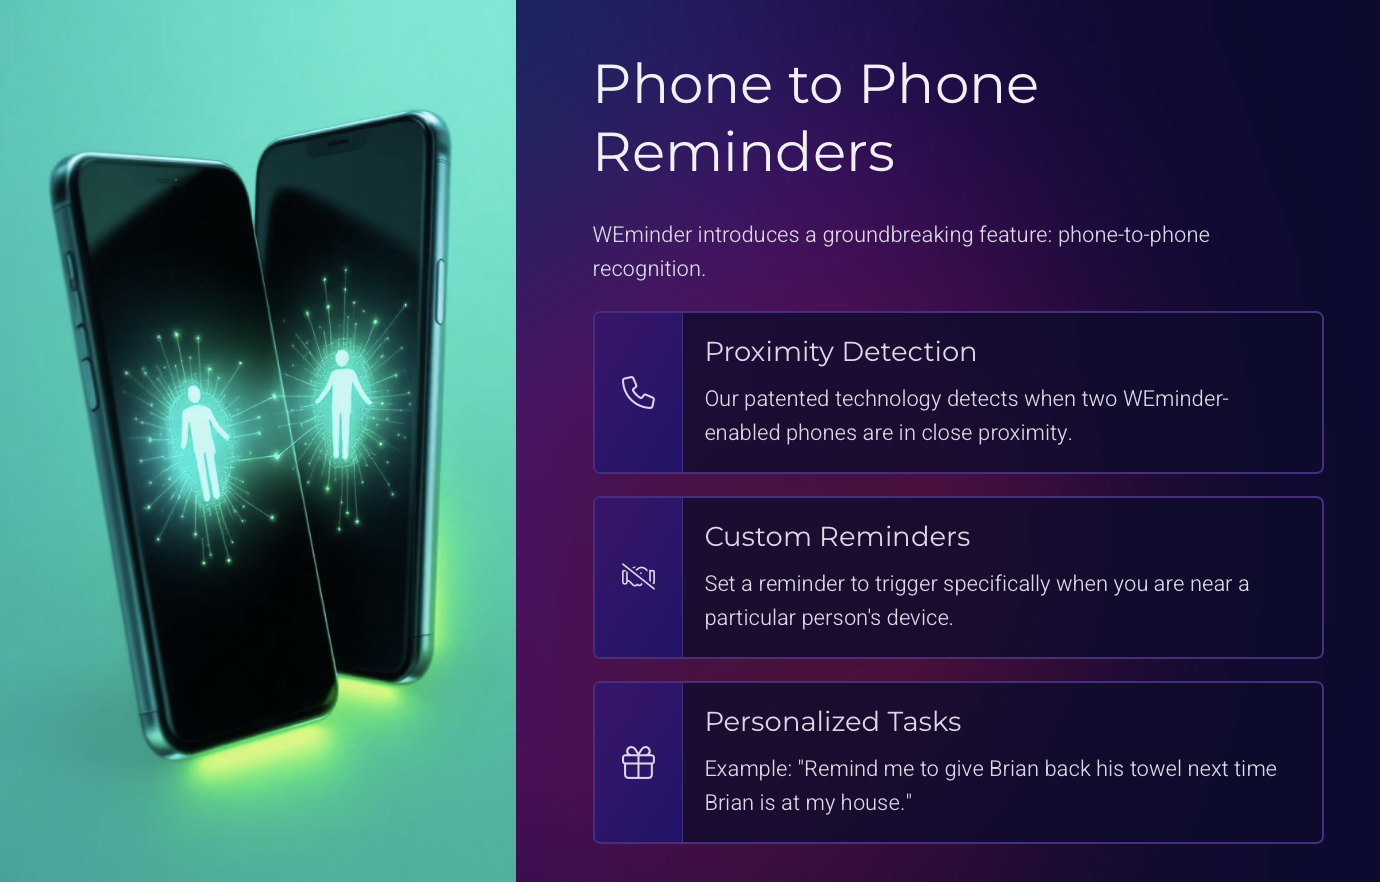 Phone to Phone
Reminders
WEminder introduces a groundbreaking feature: phone-to-phone
recognition.
Proximity Detection
Our patented technology detects when two WEminder-
enabled phones are in close proximity.
Custom Reminders
Set a reminder to trigger specifically when you are near a
particular person's device.
Personalized Tasks
Example: "Remind me to give Brian back his towel next time
Brian is at my house."